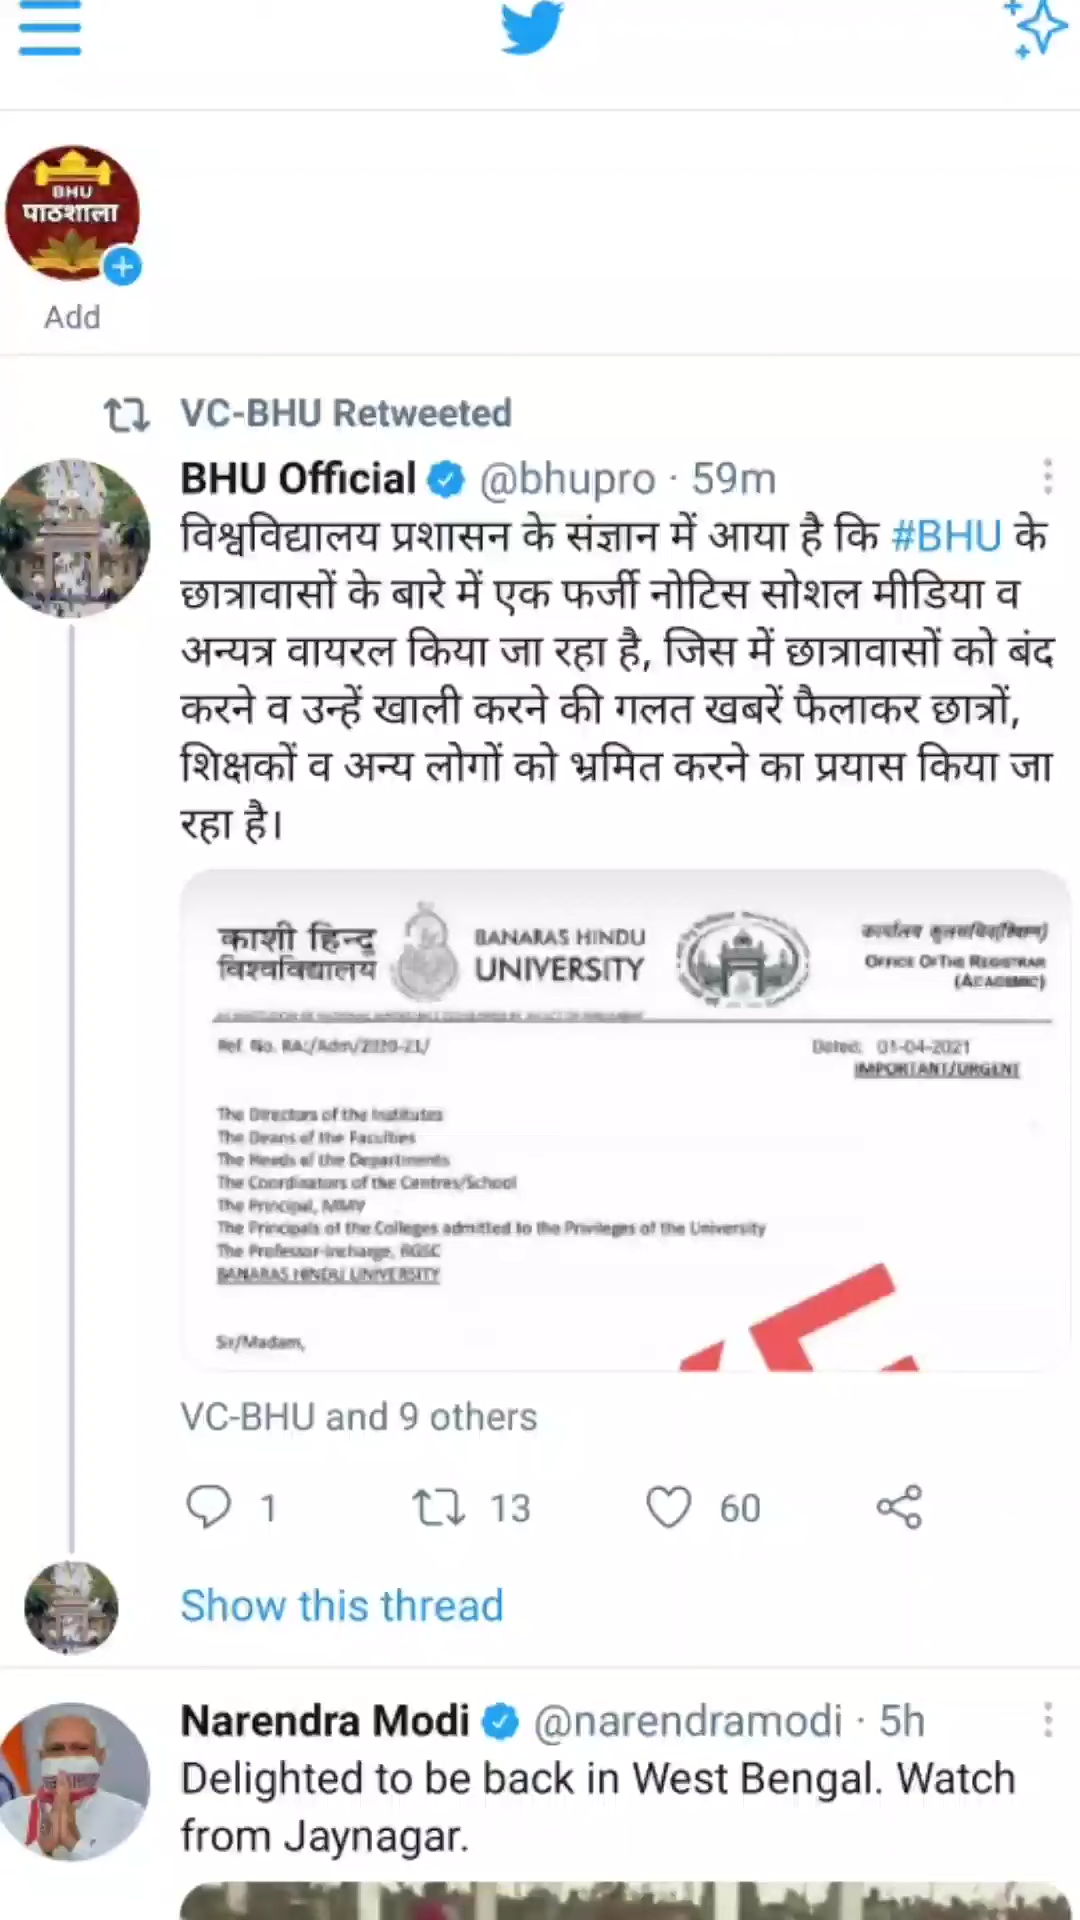 BHU
पाठशाला
Add
VC-BHU Retweeted
BHU Official @bhupro · 59m
विश्वविद्यालय प्रशासन के संज्ञान में आया है कि #BHU के
छात्रावासों के बारे में एक फर्जी नोटिस सोशल मीडिया व
अन्यत्र वायरल किया जा रहा है, जिस में छात्रावासों को बंद
करने व उन्हें खाली करने की गलत खबरें फैलाकर छात्रों,
शिक्षकों व अन्य लोगों को भ्रमित करने का प्रयास किया जा
रहा है।
काशी हिन्दू
विश्वविद्यालय
BANARAS HINDU
UNIVERSITY
OFFICE OF THE REGISTRAR
(ACADEMIC)
Ref. No. RA:/Adm/2020-21/
Dated: 01-04-2021
IMPORTANT/URGENT
The Directors of the Institutes
The Deans of the Faculties
The Heads of the Departments
The Coordinators of the Centres/School
The Principal, MMV
The Principals of the Colleges admitted to the Privileges of the University
The Professor-Incharge, RGSC
BANARAS HINDU UNIVERSITY
Sir/Madam,
VC-BHU and 9 others
1
13
60
Show this thread
Narendra Modi @narendramodi · 5h
Delighted to be back in West Bengal. Watch
from Jaynagar.